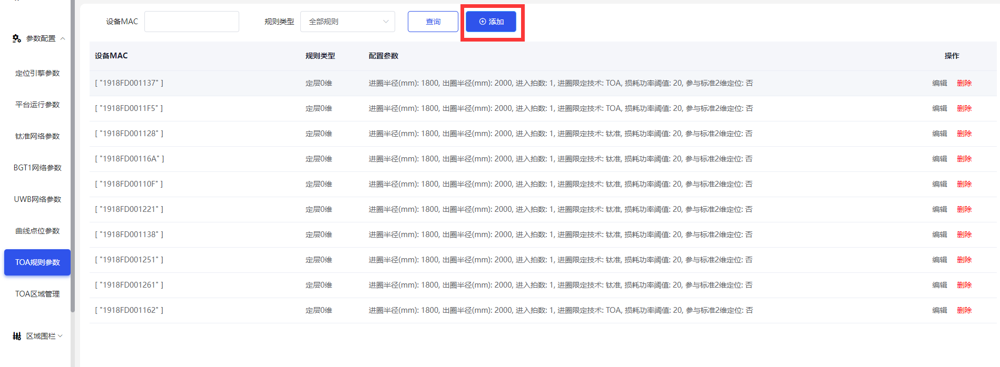 设备MAC
规则类型
全部规则
查询
添加
参数配置
定位引擎参数
平台运行参数
钛准网络参数
BGT1网络参数
UWB网络参数
曲线点位参数
TOA规则参数
TOA区域管理
区域围栏
设备MAC 规则类型 配置参数 操作
[ "1918FD001137" ] 定层0维 进圈半径(mm): 1800, 出圈半径(mm): 2000, 进入拍数: 1, 进圈限定技术: TOA, 损耗功率阈值: 20, 参与标准2维定位: 否 编辑 删除
[ "1918FD0011F5" ] 定层0维 进圈半径(mm): 1800, 出圈半径(mm): 2000, 进入拍数: 1, 进圈限定技术: TOA, 损耗功率阈值: 20, 参与标准2维定位: 否 编辑 删除
[ "1918FD001128" ] 定层0维 进圈半径(mm): 1800, 出圈半径(mm): 2000, 进入拍数: 1, 进圈限定技术: 钛准, 损耗功率阈值: 20, 参与标准2维定位: 否 编辑 删除
[ "1918FD00116A" ] 定层0维 进圈半径(mm): 1800, 出圈半径(mm): 2000, 进入拍数: 1, 进圈限定技术: 钛准, 损耗功率阈值: 20, 参与标准2维定位: 否 编辑 删除
[ "1918FD00110F" ] 定层0维 进圈半径(mm): 1800, 出圈半径(mm): 2000, 进入拍数: 1, 进圈限定技术: 钛准, 损耗功率阈值: 20, 参与标准2维定位: 否 编辑 删除
[ "1918FD001221" ] 定层0维 进圈半径(mm): 1800, 出圈半径(mm): 2000, 进入拍数: 1, 进圈限定技术: 钛准, 损耗功率阈值: 20, 参与标准2维定位: 否 编辑 删除
[ "1918FD001138" ] 定层0维 进圈半径(mm): 1800, 出圈半径(mm): 2000, 进入拍数: 1, 进圈限定技术: 钛准, 损耗功率阈值: 20, 参与标准2维定位: 否 编辑 删除
[ "1918FD001251" ] 定层0维 进圈半径(mm): 1800, 出圈半径(mm): 2000, 进入拍数: 1, 进圈限定技术: 钛准, 损耗功率阈值: 20, 参与标准2维定位: 否 编辑 删除
[ "1918FD001261" ] 定层0维 进圈半径(mm): 1800, 出圈半径(mm): 2000, 进入拍数: 1, 进圈限定技术: 钛准, 损耗功率阈值: 20, 参与标准2维定位: 否 编辑 删除
[ "1918FD001162" ] 定层0维 进圈半径(mm): 1800, 出圈半径(mm): 2000, 进入拍数: 1, 进圈限定技术: TOA, 损耗功率阈值: 20, 参与标准2维定位: 否 编辑 删除